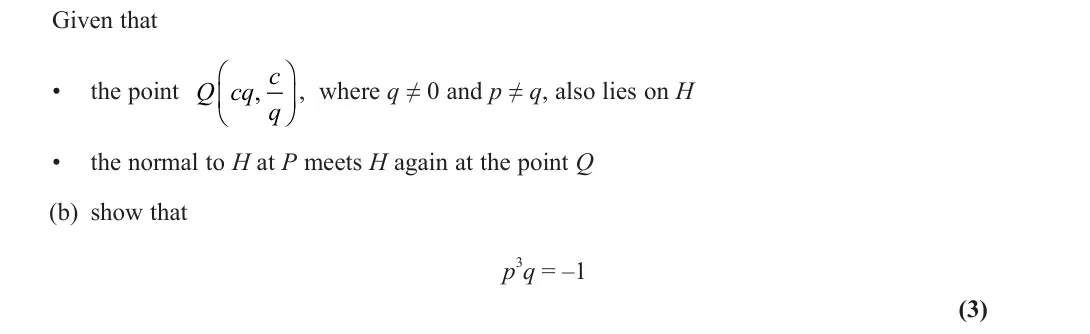 Given that
• the point Q(cq, c/q), where q ≠ 0 and p ≠ q, also lies on H
• the normal to H at P meets H again at the point Q
(b) show that
p³q = –1
(3)